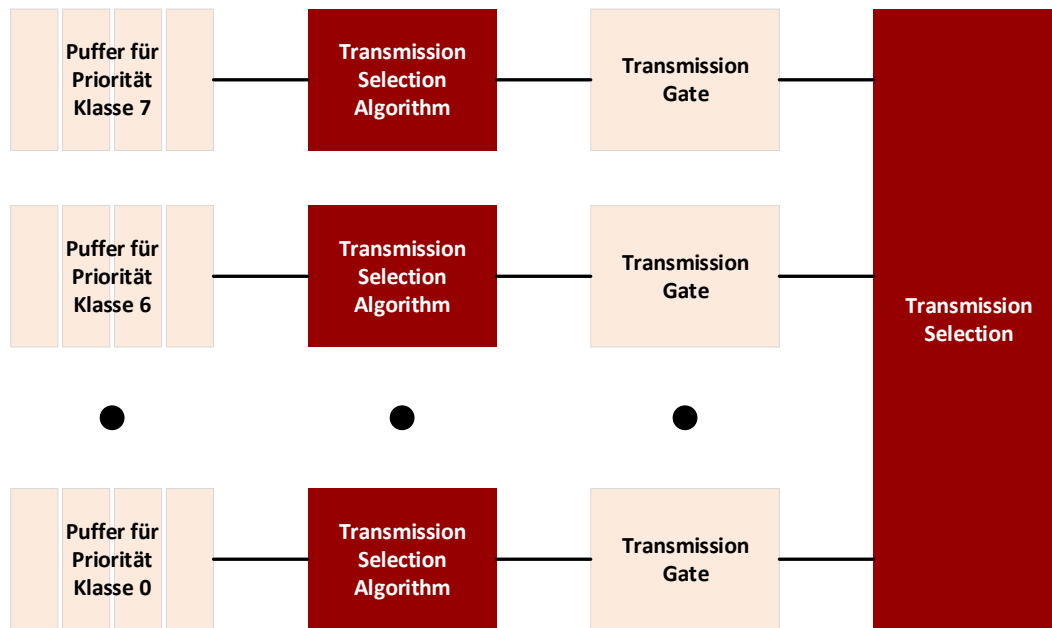 Puffer für
Priorität
Klasse 7
Transmission
Selection
Algorithm
Transmission
Gate
Puffer für
Priorität
Klasse 6
Transmission
Selection
Algorithm
Transmission
Gate
Transmission
Selection
Puffer für
Priorität
Klasse 0
Transmission
Selection
Algorithm
Transmission
Gate